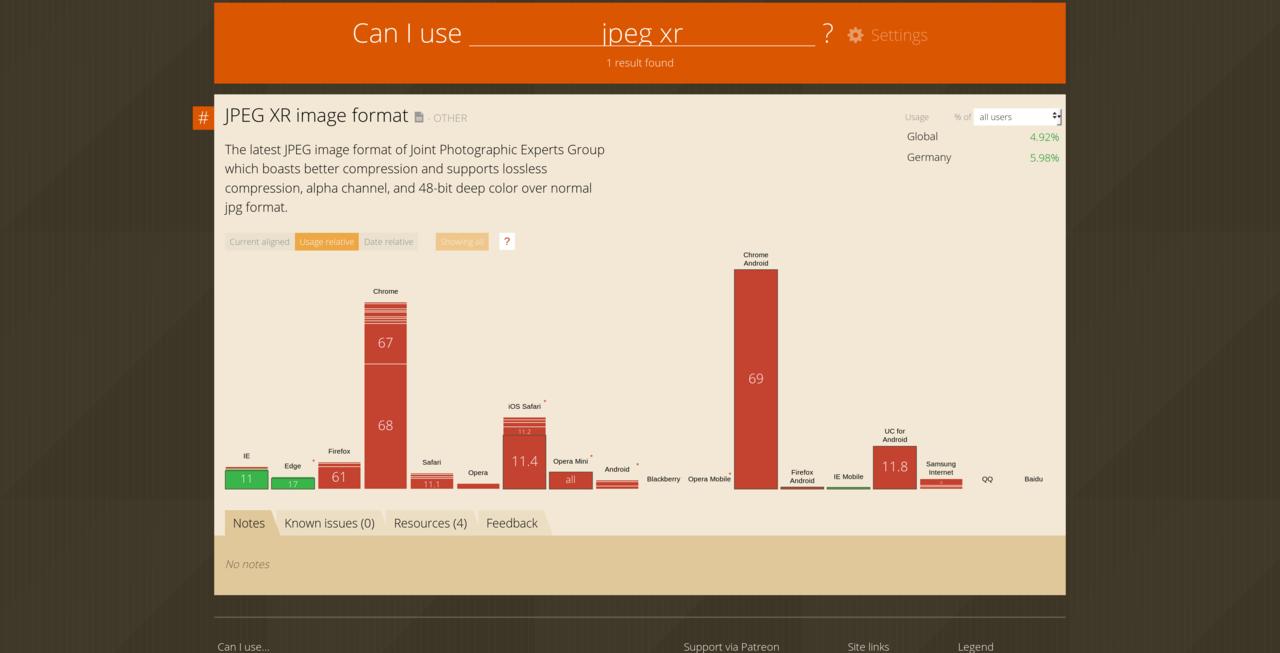 Can I use jpeg xr ? Settings
1 result found
#
JPEG XR image format - OTHER
Usage % of all users
Global 4.92%
Germany 5.98%
The latest JPEG image format of Joint Photographic Experts Group
which boasts better compression and supports lossless
compression, alpha channel, and 48-bit deep color over normal
jpg format.
Current aligned Usage relative Date relative Showing all ?
IE
11
Edge *
17
Firefox
61
Chrome
67
68
Safari
11.1
Opera
iOS Safari *
11.2
11.4
Opera Mini *
all
Android *
Blackberry
Opera Mobile *
Chrome
Android
69
Firefox
Android
IE Mobile
UC for
Android
11.8
Samsung
Internet
QQ
Baidu
Notes Known issues (0) Resources (4) Feedback
No notes
Can I use... Support via Patreon Site links Legend